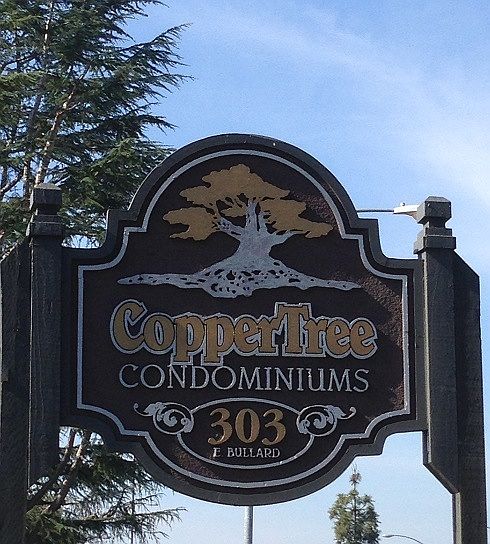 CopperTree
CONDOMINIUMS
303
E BULLARD